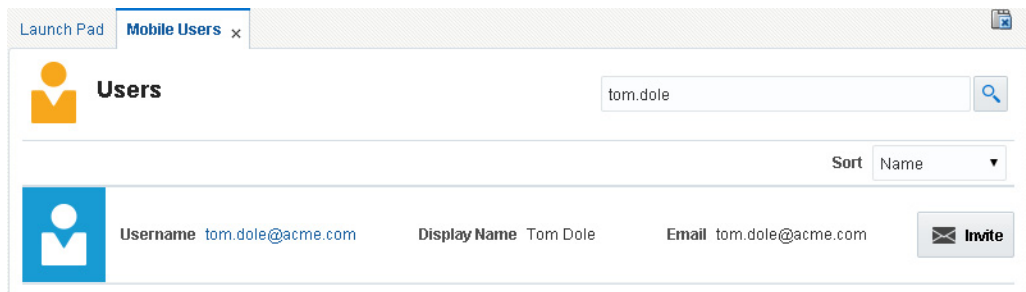 Launch Pad Mobile Users x
Users tom.dole
Sort Name
Username tom.dole@acme.com Display Name Tom Dole Email tom.dole@acme.com Invite